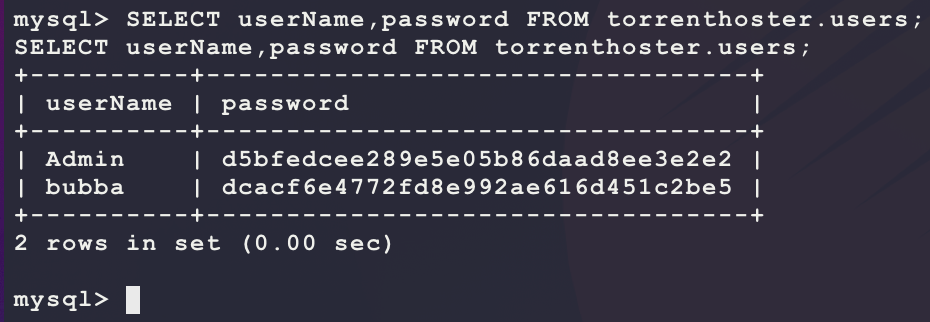 mysql> SELECT userName,password FROM torrenthoster.users;
SELECT userName,password FROM torrenthoster.users;
+----------+----------------------------------+
| userName | password                         |
+----------+----------------------------------+
| Admin    | d5bfedcee289e5e05b86daad8ee3e2e2 |
| bubba    | dcacf6e4772fd8e992ae616d451c2be5 |
+----------+----------------------------------+
2 rows in set (0.00 sec)
mysql>